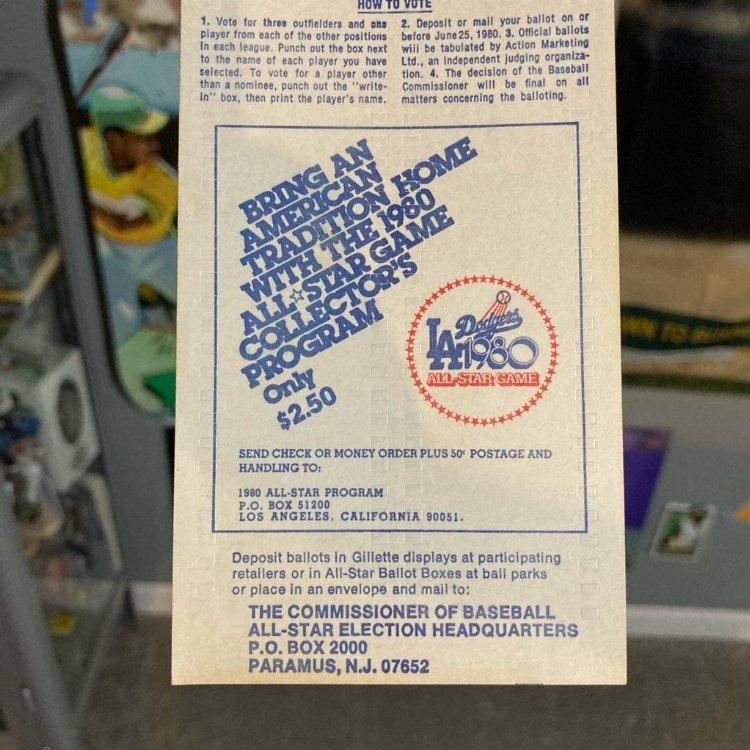 HOW TO VOTE
1. Vote for three outfielders and one
player from each of the other positions
in each league. Punch out the box next
to the name of each player you have
selected. To vote for a player other
than a nominee, punch out the "write-
in" box, then print the player's name.
2. Deposit or mail your ballot on or
before June 25, 1980. 3. Official ballots
will be tabulated by Action Marketing
Ltd., an independent judging organiza-
tion. 4. The decision of the Baseball
Commissioner will be final on all
matters concerning the balloting.
BRING AN
AMERICAN
TRADITION HOME
WITH THE 1980
ALL☆STAR GAME
COLLECTOR'S
PROGRAM
Only
$2.50
Dodgers
LA 1980
ALL-STAR GAME
SEND CHECK OR MONEY ORDER PLUS 50¢ POSTAGE AND
HANDLING TO:
1980 ALL-STAR PROGRAM
P.O. BOX 51200
LOS ANGELES, CALIFORNIA 90051.
Deposit ballots in Gillette displays at participating
retailers or in All-Star Ballot Boxes at ball parks
or place in an envelope and mail to:
THE COMMISSIONER OF BASEBALL
ALL-STAR ELECTION HEADQUARTERS
P.O. BOX 2000
PARAMUS, N.J. 07652